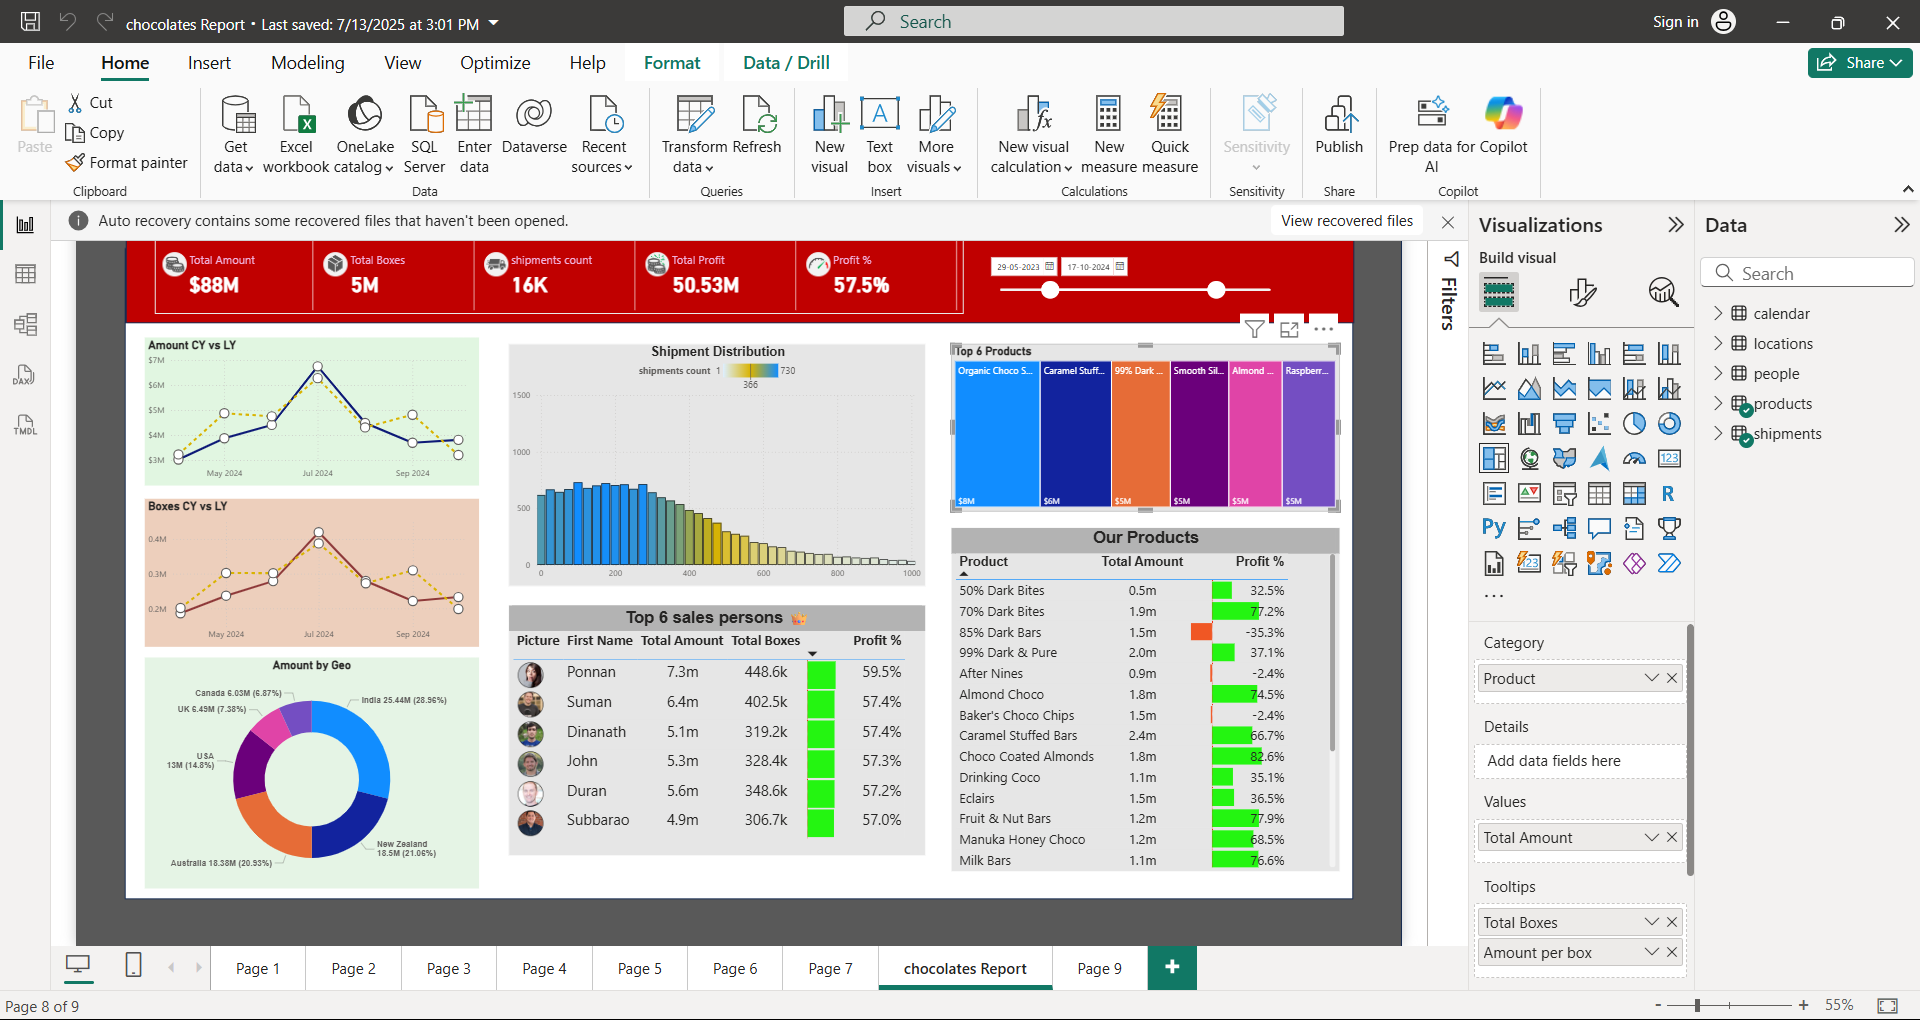 chocolates Report • Last saved: 7/13/2025 at 3:01 PM
Search
Sign in
File Home Insert Modeling View Optimize Help Format Data / Drill
Share
Paste
Cut
Copy
Format painter
Clipboard
Get data
Excel workbook
OneLake catalog
SQL Server
Enter data
Dataverse
Recent sources
Data
Transform data
Refresh
Queries
New visual
Text box
More visuals
Insert
New visual calculation
New measure
Quick measure
Calculations
Sensitivity
Sensitivity
Publish
Share
Prep data for AI
Copilot
Copilot
Auto recovery contains some recovered files that haven't been opened.
View recovered files
DAX
TMDL
Total Amount
$88M
Total Boxes
5M
shipments count
16K
Total Profit
50.53M
Profit %
57.5%
29-05-2023 17-10-2024
Amount CY vs LY
$7M
$6M
$5M
$4M
$3M
May 2024 Jul 2024 Sep 2024
Boxes CY vs LY
0.4M
0.3M
0.2M
May 2024 Jul 2024 Sep 2024
Amount by Geo
Canada 6.03M (6.87%)
India 25.44M (28.96%)
UK 6.49M (7.38%)
USA
13M (14.8%)
New Zealand
18.5M (21.06%)
Australia 18.38M (20.93%)
Shipment Distribution
shipments count 1 730
366
1500
1000
500
0
0 200 400 600 800 1000
Top 6 sales persons
Picture First Name Total Amount Total Boxes Profit %
Ponnan 7.3m 448.6k 59.5%
Suman 6.4m 402.5k 57.4%
Dinanath 5.1m 319.2k 57.4%
John 5.3m 328.4k 57.3%
Duran 5.6m 348.6k 57.2%
Subbarao 4.9m 306.7k 57.0%
Top 6 Products
Organic Choco S... Caramel Stuff... 99% Dark ... Smooth Sil... Almond ... Raspberr...
$8M $6M $5M $5M $5M $5M
Our Products
Product Total Amount Profit %
50% Dark Bites 0.5m 32.5%
70% Dark Bites 1.9m 77.2%
85% Dark Bars 1.5m -35.3%
99% Dark & Pure 2.0m 37.1%
After Nines 0.9m -2.4%
Almond Choco 1.8m 74.5%
Baker's Choco Chips 1.5m -2.4%
Caramel Stuffed Bars 2.4m 66.7%
Choco Coated Almonds 1.8m 82.6%
Drinking Coco 1.1m 35.1%
Eclairs 1.5m 36.5%
Fruit & Nut Bars 1.2m 77.9%
Manuka Honey Choco 1.2m 68.5%
Milk Bars 1.1m 76.6%
Filters
Visualizations
Build visual
123
R
Py
123
...
Category
Product
Details
Add data fields here
Values
Total Amount
Tooltips
Total Boxes
Amount per box
Data
Search
calendar
locations
people
products
shipments
Page 1 Page 2 Page 3 Page 4 Page 5 Page 6 Page 7 chocolates Report Page 9 +
Page 8 of 9
- + 55%